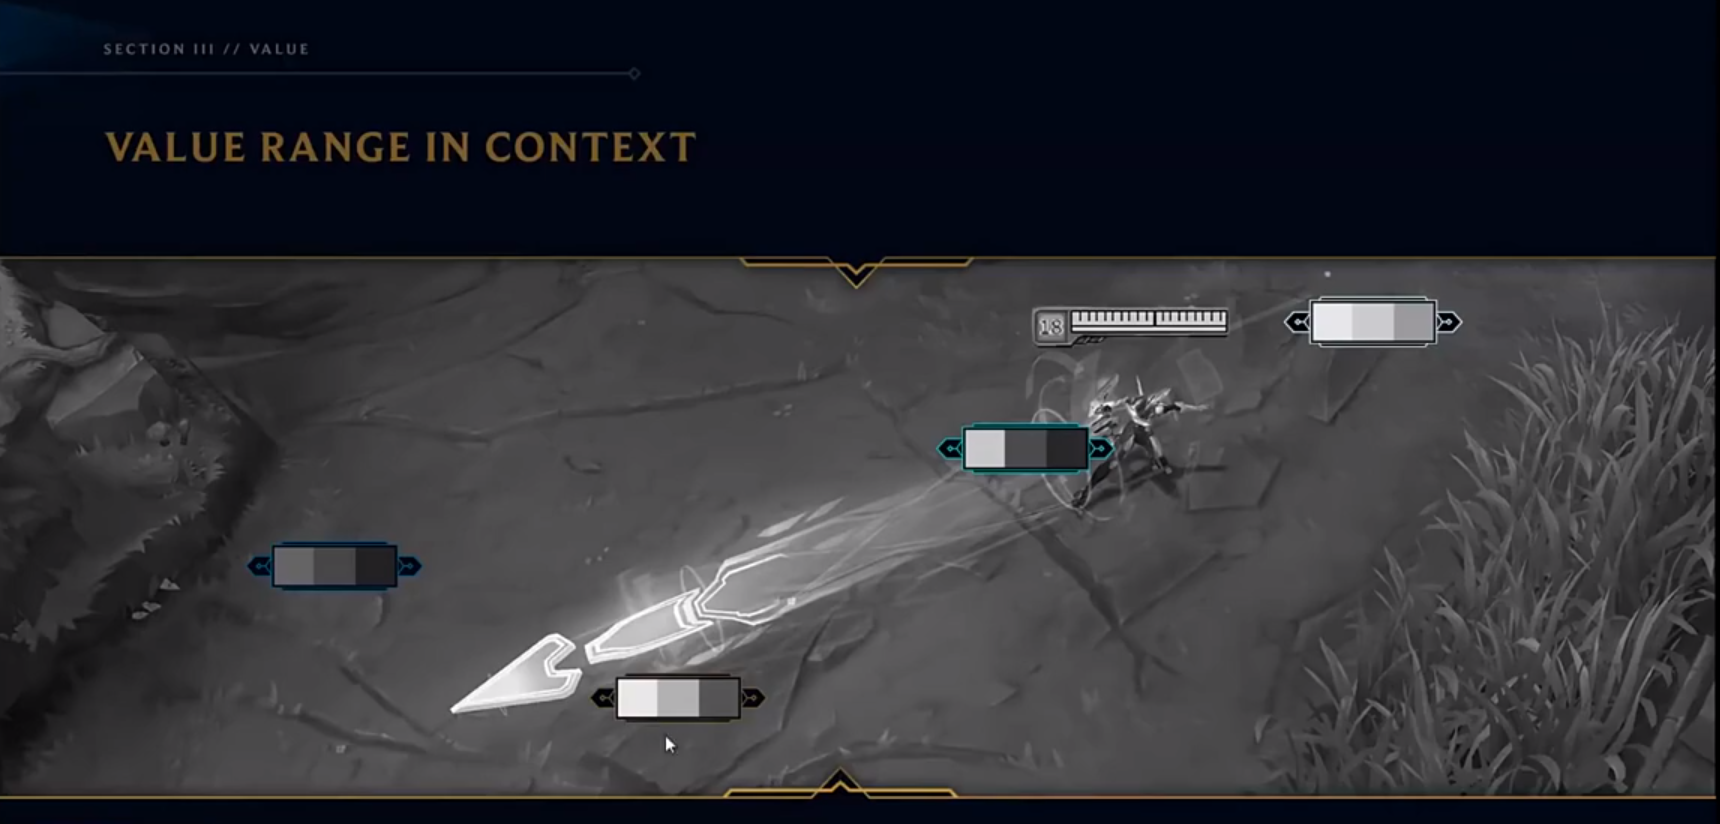 SECTION III // VALUE
VALUE RANGE IN CONTEXT
18